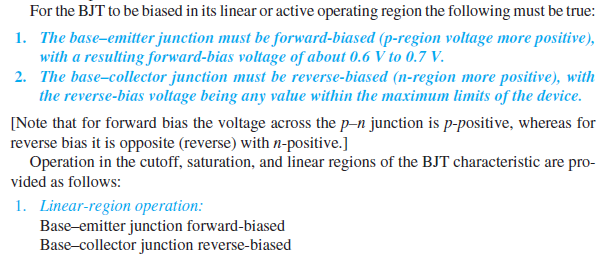 For the BJT to be biased in its linear or active operating region the following must be true:
1. The base–emitter junction must be forward-biased (p-region voltage more positive),
with a resulting forward-bias voltage of about 0.6 V to 0.7 V.
2. The base–collector junction must be reverse-biased (n-region more positive), with
the reverse-bias voltage being any value within the maximum limits of the device.
[Note that for forward bias the voltage across the p–n junction is p-positive, whereas for
reverse bias it is opposite (reverse) with n-positive.]
Operation in the cutoff, saturation, and linear regions of the BJT characteristic are pro-
vided as follows:
1. Linear-region operation:
Base–emitter junction forward-biased
Base–collector junction reverse-biased